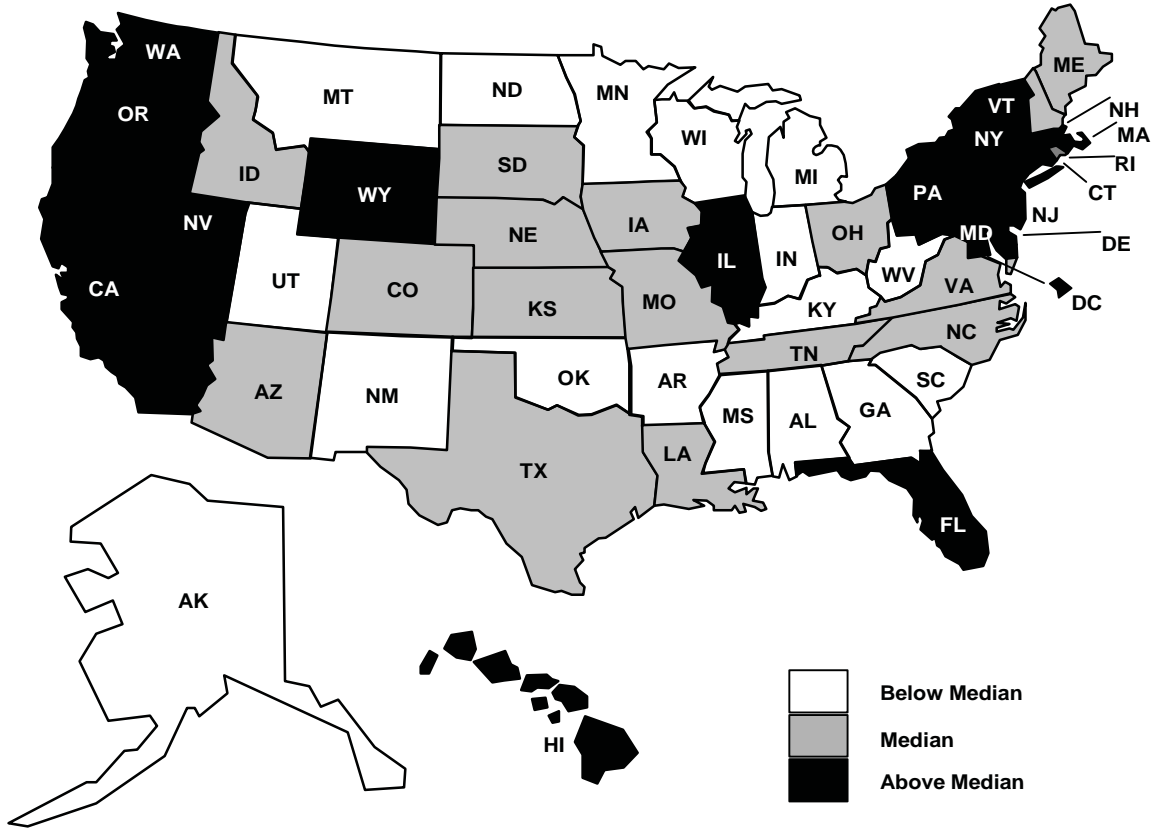 WA
OR
MT
ND
MN
ID
SD
WI
MI
WY
NV
CA
UT
CO
NE
IA
KS
MO
IL
IN
OH
PA
NY
VT
ME
NH
MA
RI
CT
NJ
DE
MD
DC
WV
VA
KY
NC
TN
AZ
NM
OK
AR
SC
MS
AL
GA
TX
LA
FL
AK
HI
Below Median
Median
Above Median